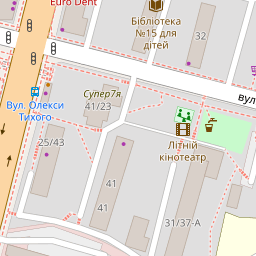 Euro Dent
Бібліотека
№15 для
дітей
32
Супер7я
41/23
вул
Вул. Олекси
Тихого
25/43
Літній
кінотеатр
41
41
31/37-А